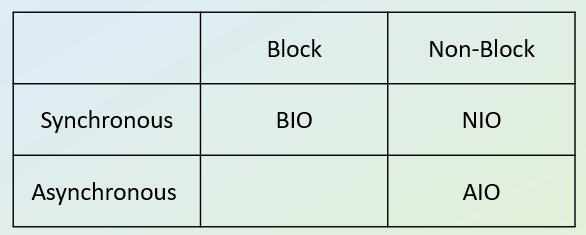 Block Non-Block
Synchronous BIO NIO
Asynchronous AIO